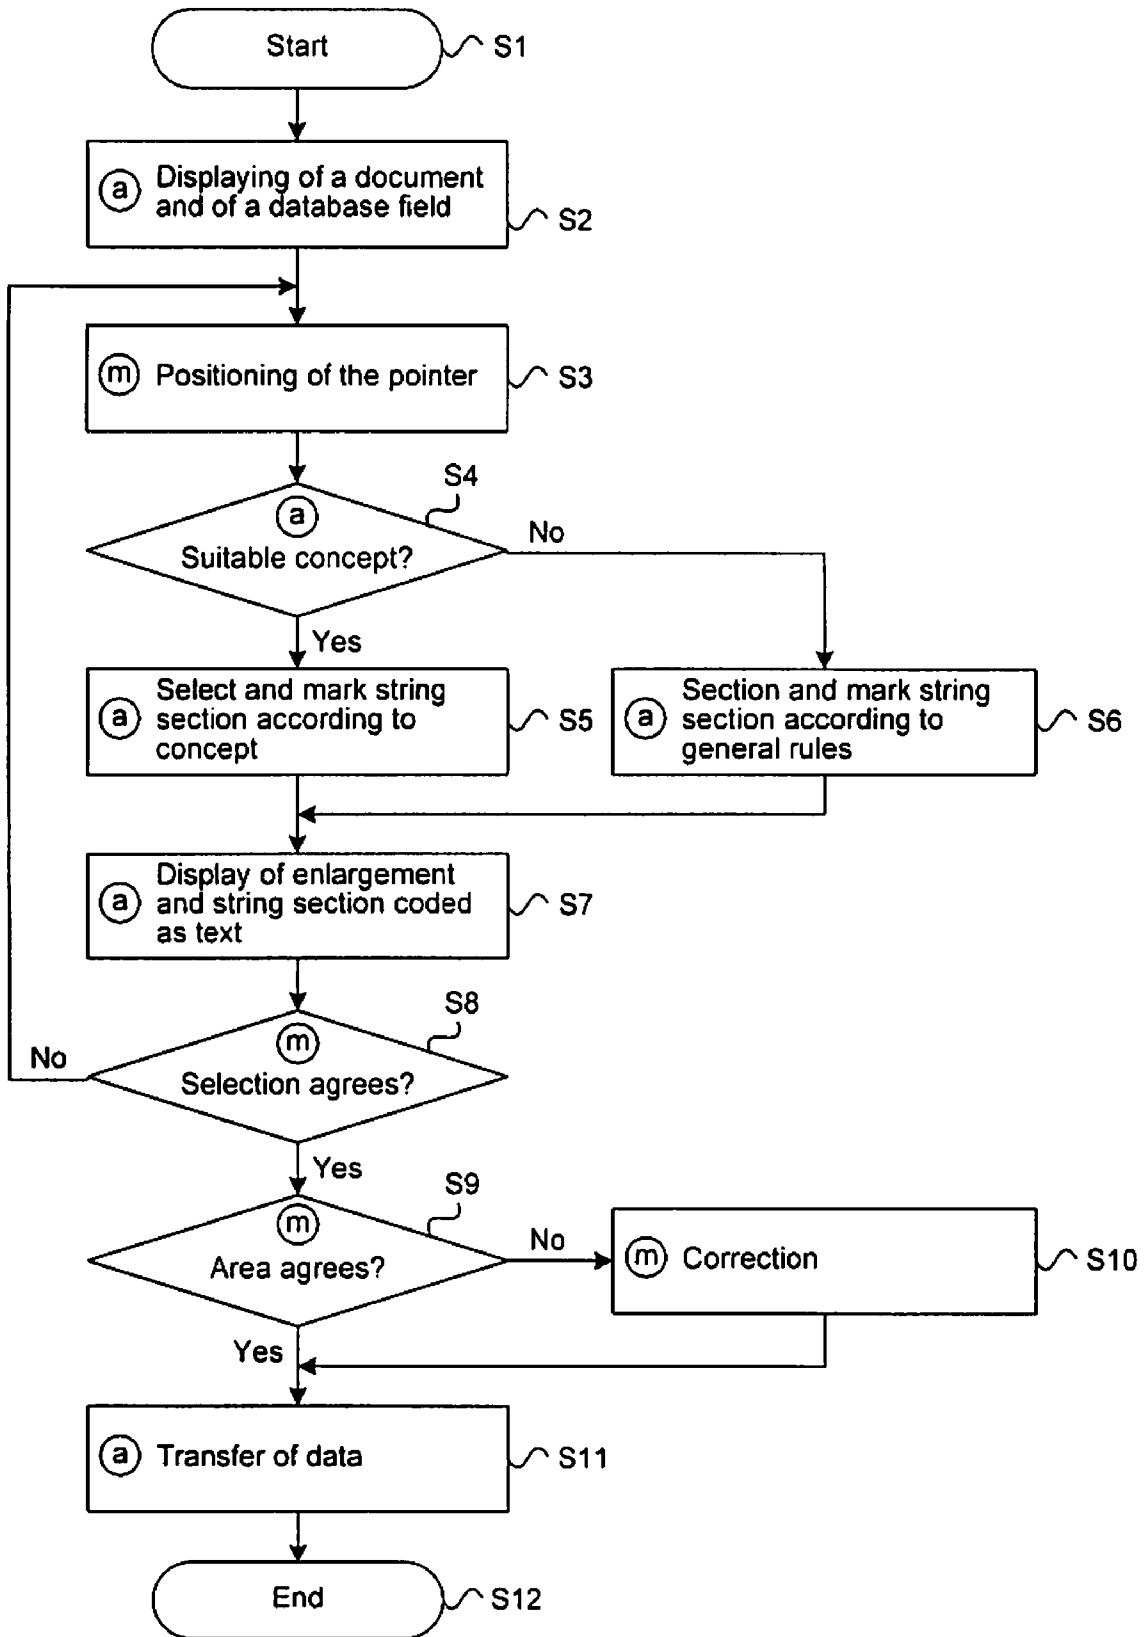 Start
S1
a
Displaying of a document
and of a database field
S2
m
Positioning of the pointer
S3
S4
a
Suitable concept?
No
Yes
a
Select and mark string
section according to
concept
S5
a
Section and mark string
section according to
general rules
S6
a
Display of enlargement
and string section coded
as text
S7
S8
m
Selection agrees?
No
Yes
S9
m
Area agrees?
No
m
Correction
S10
Yes
a
Transfer of data
S11
End
S12